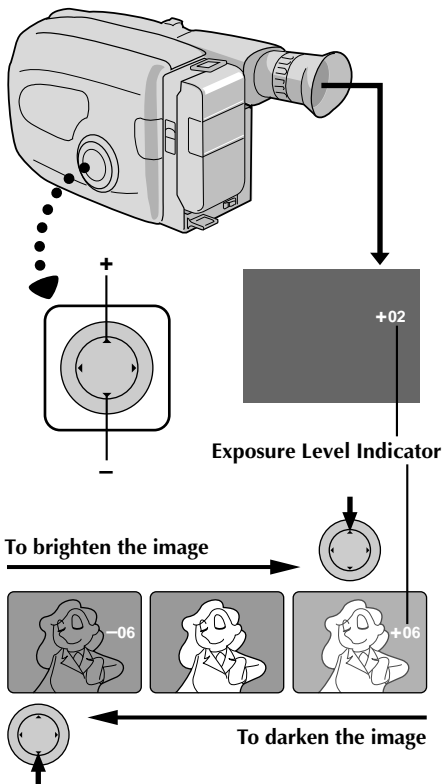 +
+02
–
Exposure Level Indicator
To brighten the image
–06
+06
To darken the image